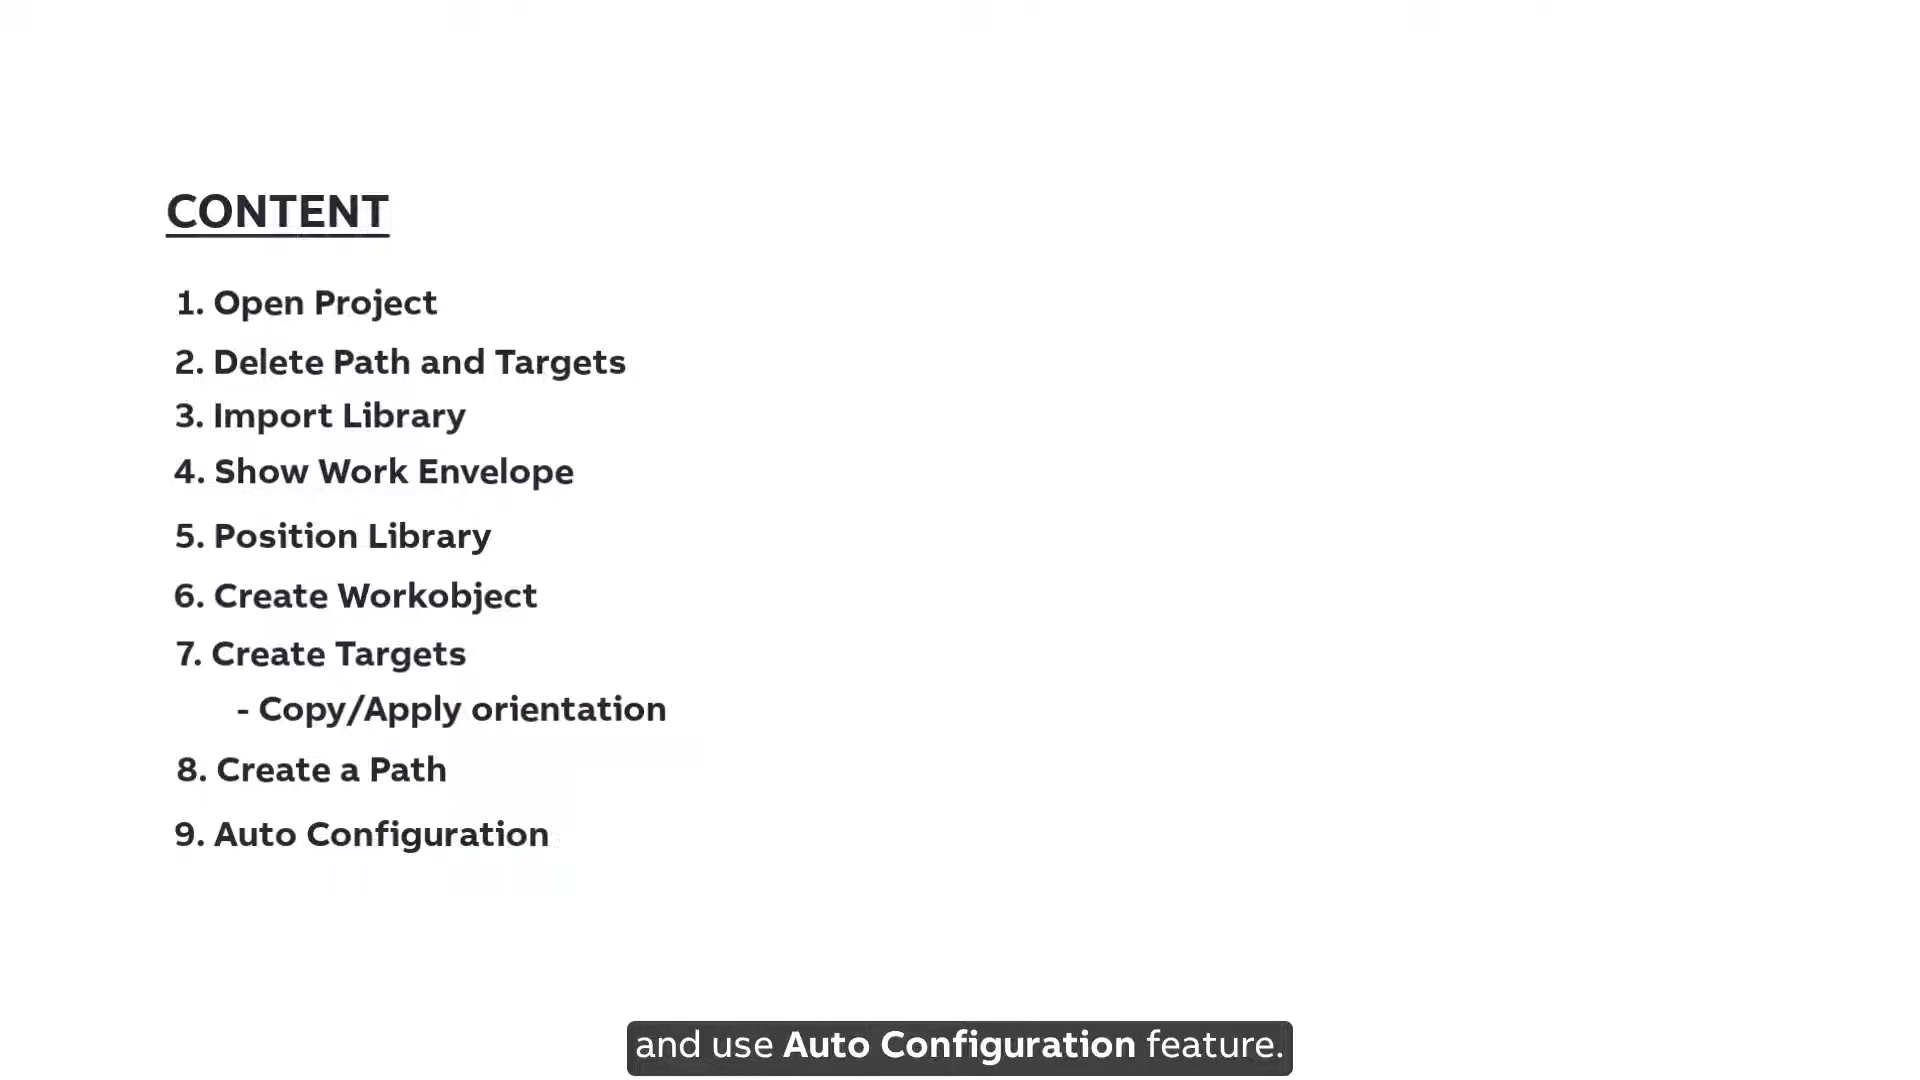 CONTENT
1. Open Project
2. Delete Path and Targets
3. Import Library
4. Show Work Envelope
5. Position Library
6. Create Workobject
7. Create Targets
- Copy/Apply orientation
8. Create a Path
9. Auto Configuration
and use Auto Configuration feature.